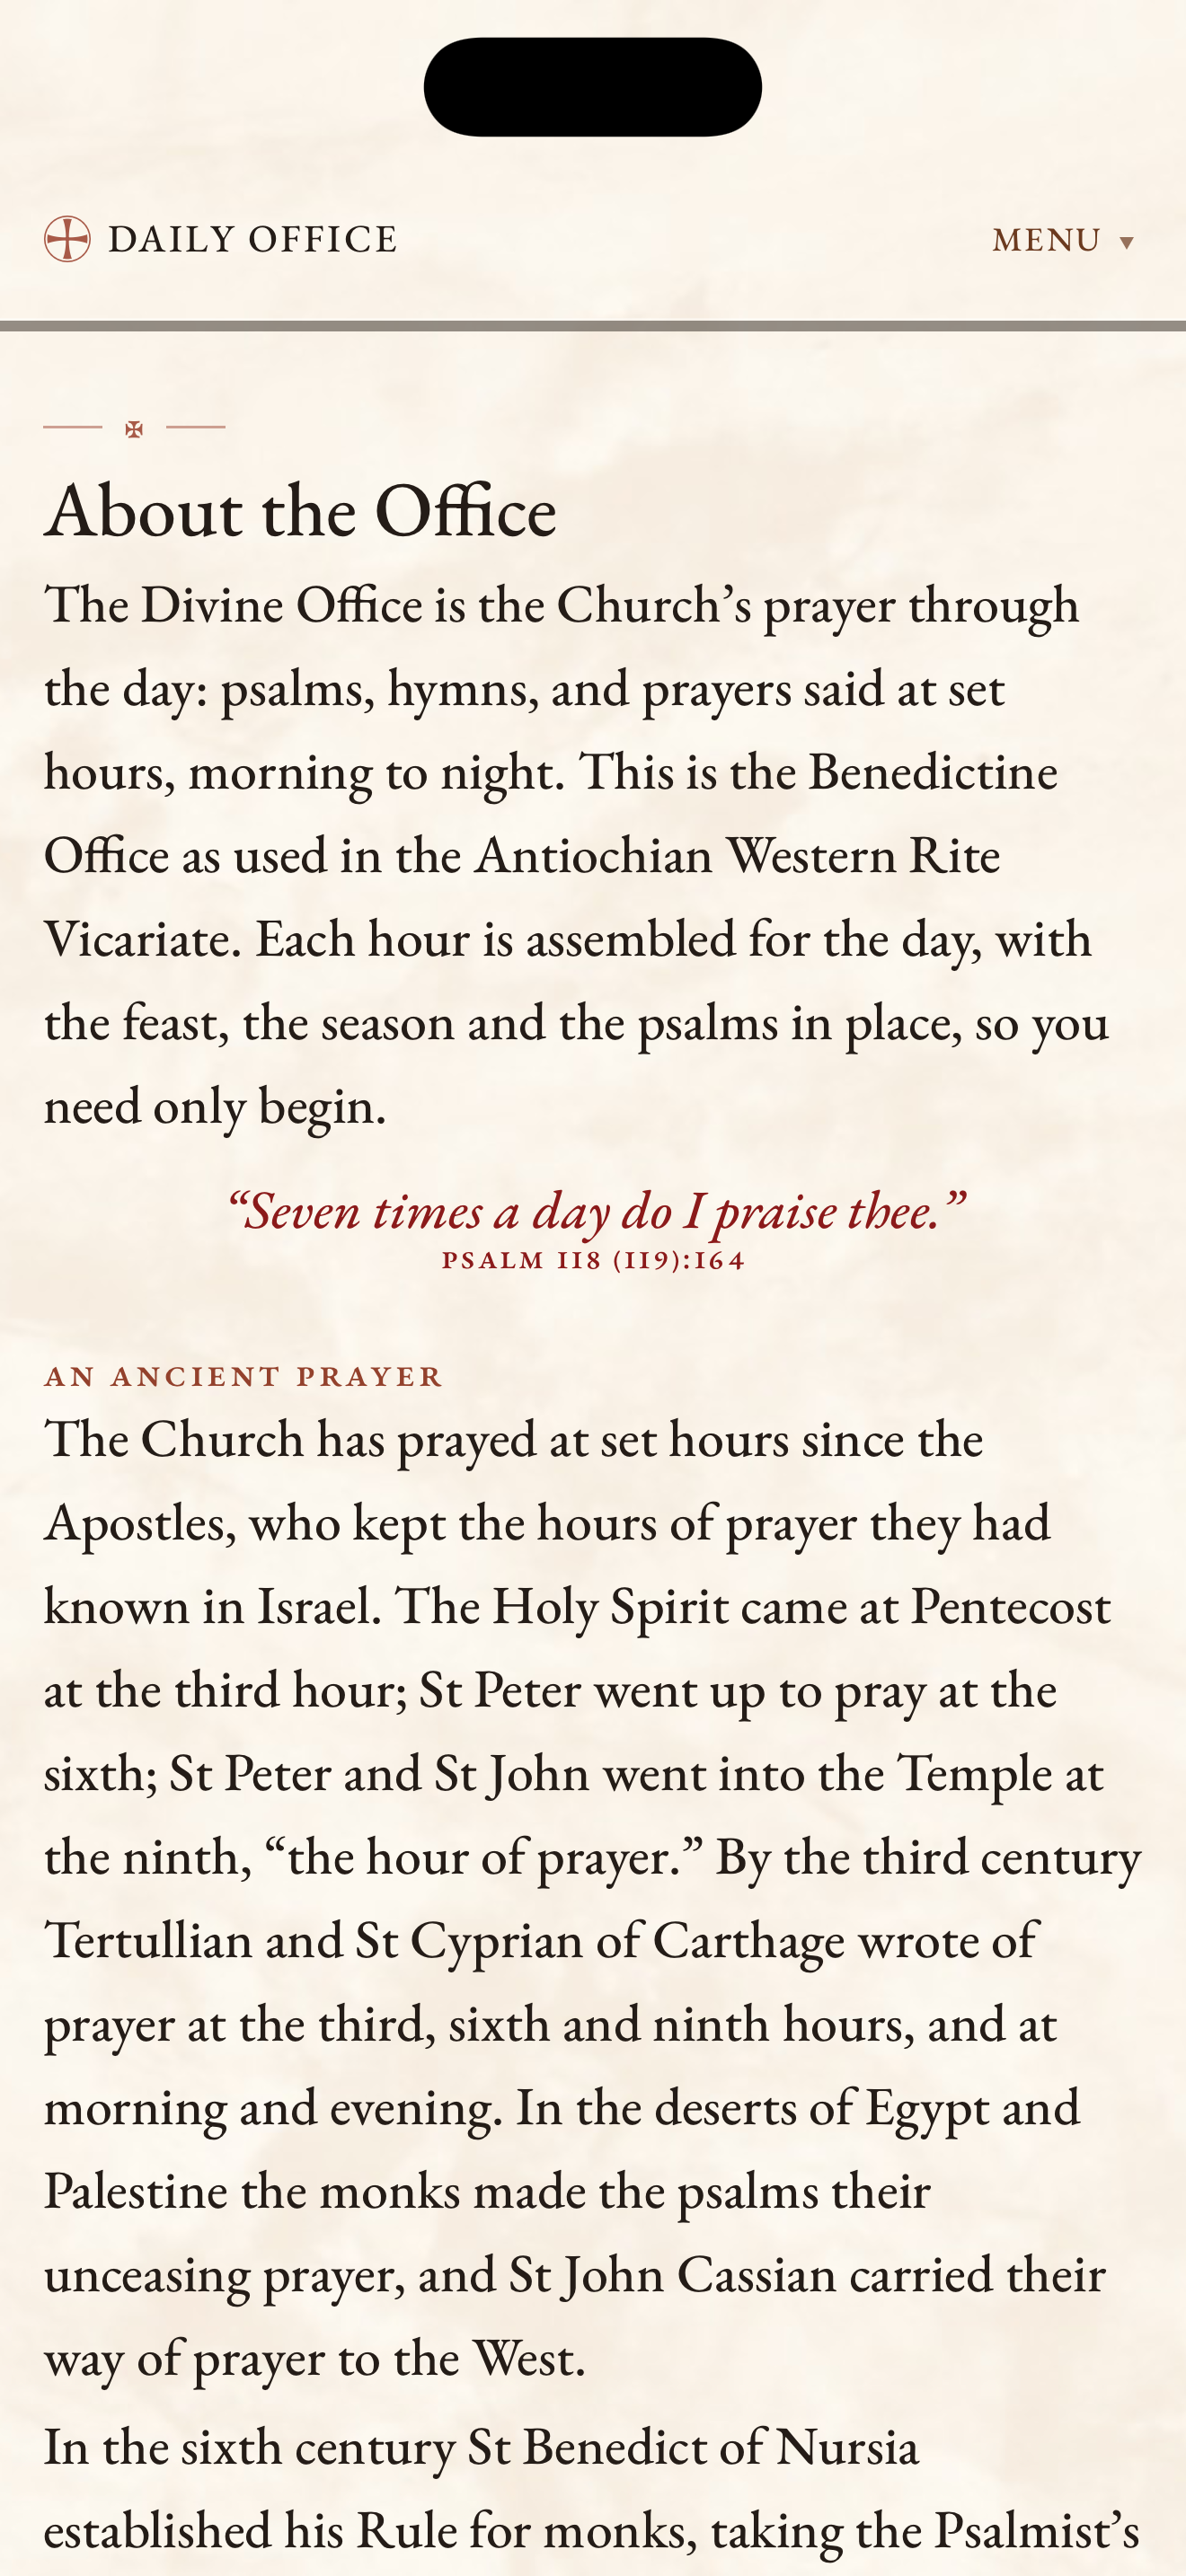 DAILY OFFICE
MENU ▼
About the Office
The Divine Office is the Church’s prayer through
the day: psalms, hymns, and prayers said at set
hours, morning to night. This is the Benedictine
Office as used in the Antiochian Western Rite
Vicariate. Each hour is assembled for the day, with
the feast, the season and the psalms in place, so you
need only begin.
“Seven times a day do I praise thee.”
PSALM 118 (119):164
AN ANCIENT PRAYER
The Church has prayed at set hours since the
Apostles, who kept the hours of prayer they had
known in Israel. The Holy Spirit came at Pentecost
at the third hour; St Peter went up to pray at the
sixth; St Peter and St John went into the Temple at
the ninth, “the hour of prayer.” By the third century
Tertullian and St Cyprian of Carthage wrote of
prayer at the third, sixth and ninth hours, and at
morning and evening. In the deserts of Egypt and
Palestine the monks made the psalms their
unceasing prayer, and St John Cassian carried their
way of prayer to the West.
In the sixth century St Benedict of Nursia
established his Rule for monks, taking the Psalmist’s